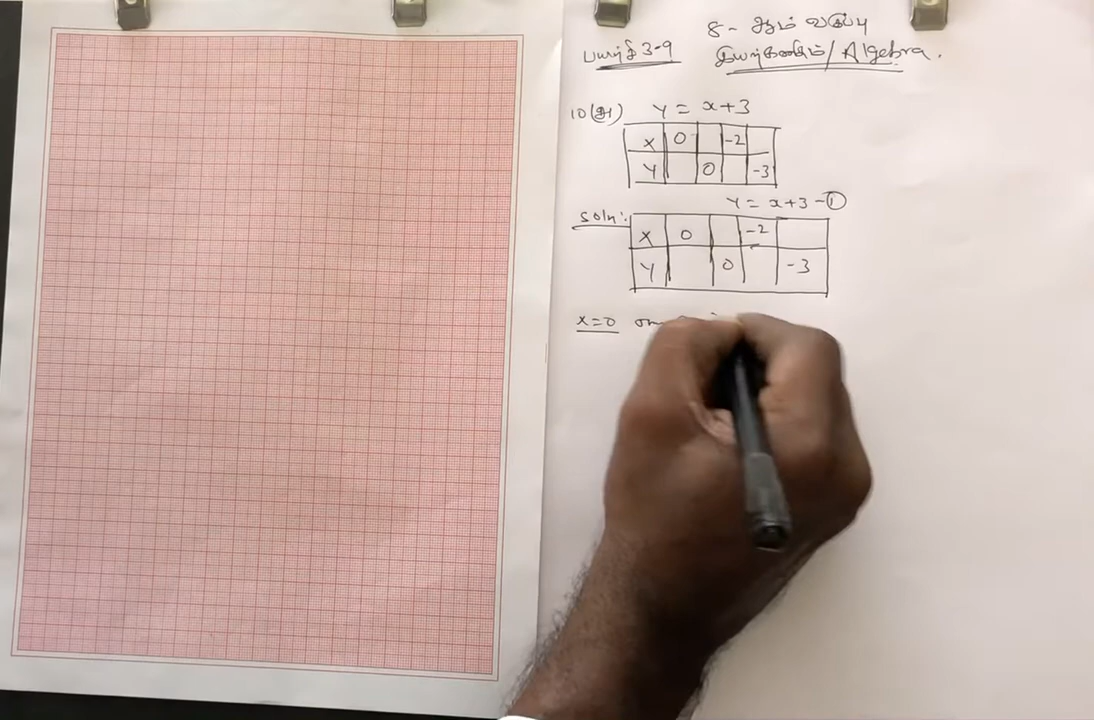 8 - ஆம் வகுப்பு
பயிற்சி 3-9 இயற்கணிதம் / Algebra.
10 (ஆ) Y = x+3
X 0 -2
Y 0 -3
Y = x+3 - ①
Soln:
X 0 -2
Y 0 -3
x=0